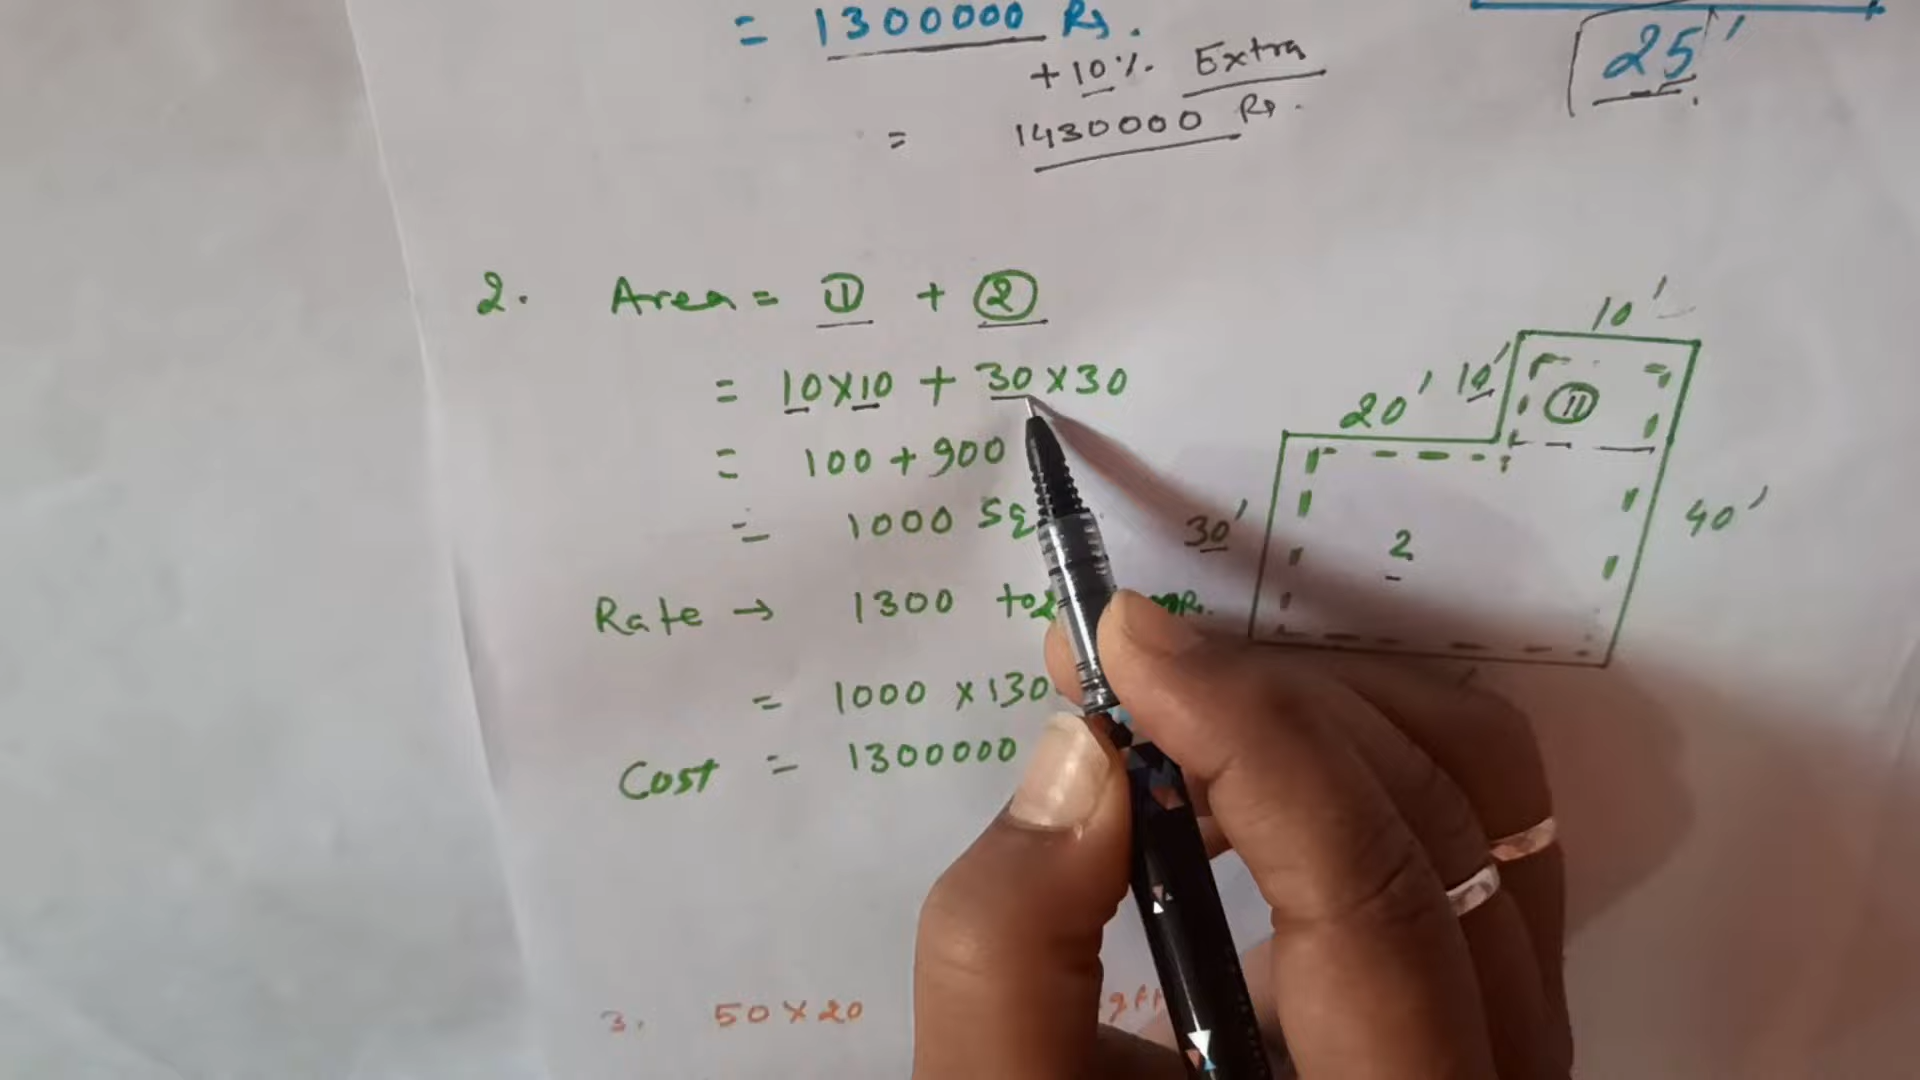 = 1300000 Rs.
+10% Extra
= 1430000 Rs.
25'
2. Area = 1 + 2
= 10x10 + 30x30
= 100 + 900
= 1000 Sq
Rate → 1300 to
= 1000 x 130
Cost = 1300000
10'
20' 10'
1
30'
2
40'
3. 50x20